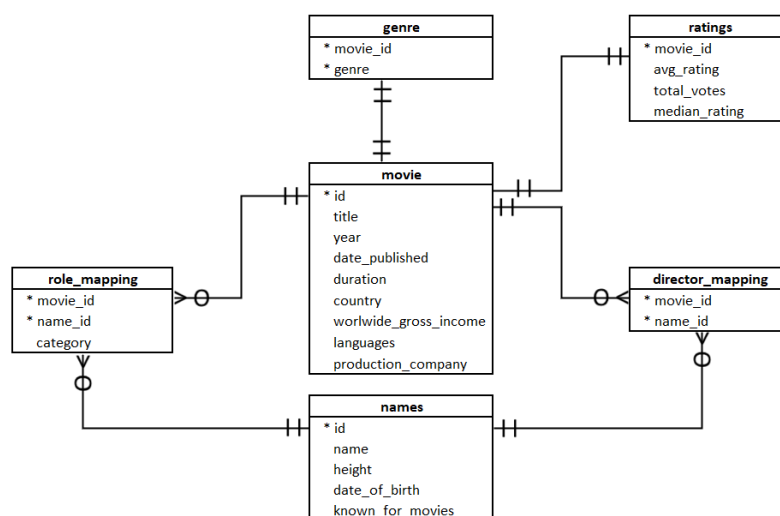 genre
* movie_id
* genre
ratings
* movie_id
avg_rating
total_votes
median_rating
movie
* id
title
year
date_published
duration
country
worlwide_gross_income
languages
production_company
role_mapping
* movie_id
* name_id
category
director_mapping
* movie_id
* name_id
names
* id
name
height
date_of_birth
known_for_movies